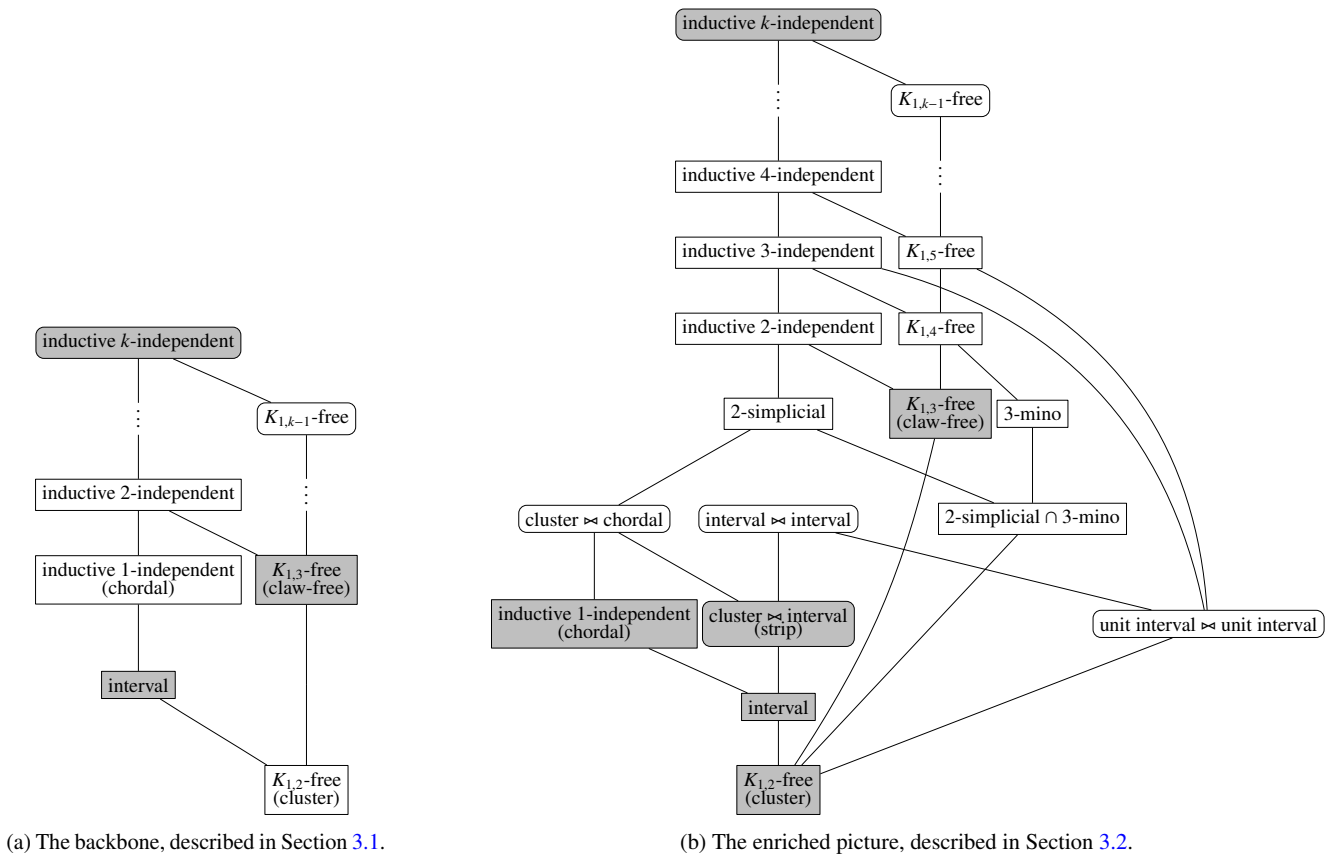 inductive k-independent
⋮
K1,k−1-free
inductive 2-independent
⋮
inductive 1-independent
(chordal)
K1,3-free
(claw-free)
interval
K1,2-free
(cluster)
(a) The backbone, described in Section 3.1.
inductive k-independent
⋮
K1,k−1-free
inductive 4-independent
⋮
inductive 3-independent
K1,5-free
inductive 2-independent
K1,4-free
2-simplicial
K1,3-free
(claw-free)
3-mino
cluster ⋈ chordal
interval ⋈ interval
2-simplicial ∩ 3-mino
inductive 1-independent
(chordal)
cluster ⋈ interval
(strip)
unit interval ⋈ unit interval
interval
K1,2-free
(cluster)
(b) The enriched picture, described in Section 3.2.